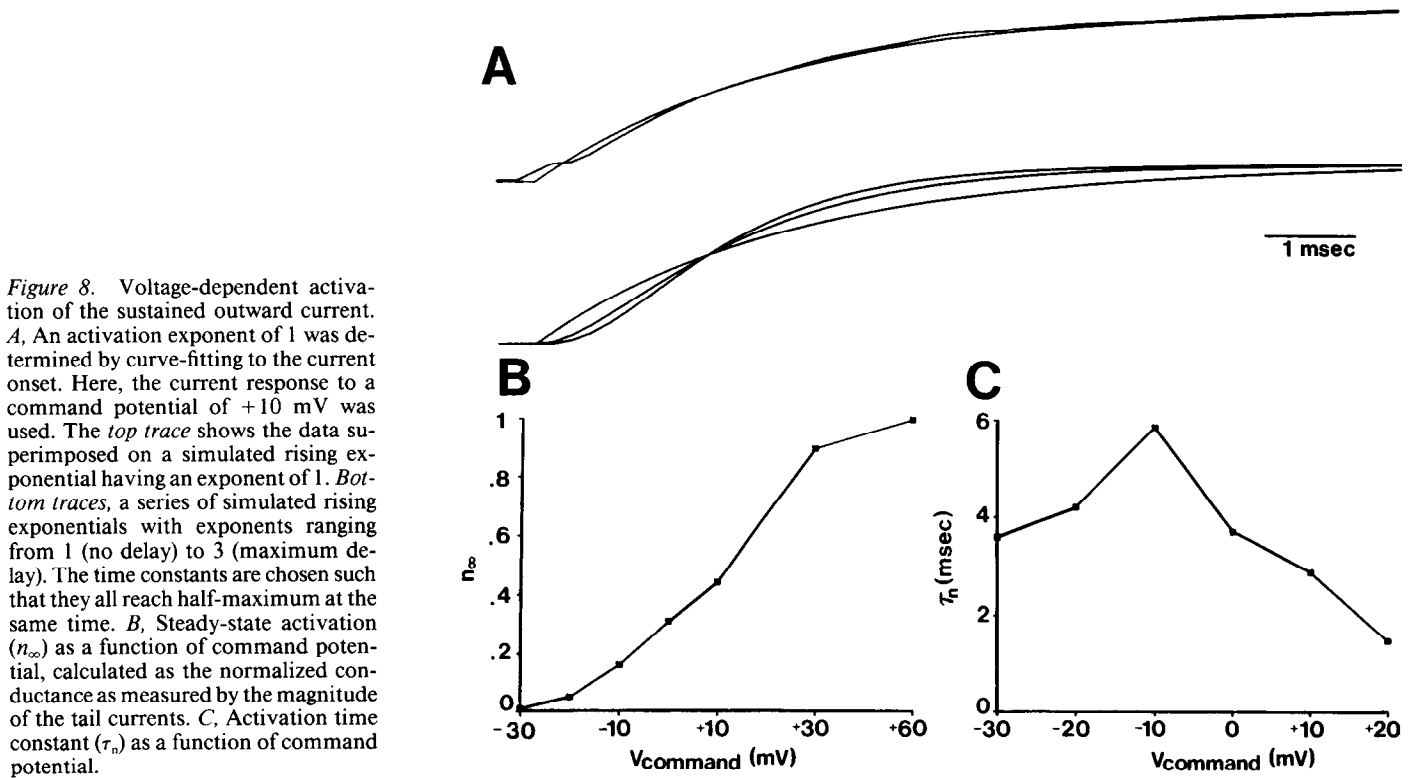 Figure 8. Voltage-dependent activa-
tion of the sustained outward current.
A, An activation exponent of 1 was de-
termined by curve-fitting to the current
onset. Here, the current response to a
command potential of +10 mV was
used. The top trace shows the data su-
perimposed on a simulated rising ex-
ponential having an exponent of 1. Bot-
tom traces, a series of simulated rising
exponentials with exponents ranging
from 1 (no delay) to 3 (maximum de-
lay). The time constants are chosen such
that they all reach half-maximum at the
same time. B, Steady-state activation
(n∞) as a function of command poten-
tial, calculated as the normalized con-
ductance as measured by the magnitude
of the tail currents. C, Activation time
constant (τn) as a function of command
potential.
A
1 msec
B
1
.8
.6
.4
.2
0
n∞
-30 -10 +10 +30 +60
Vcommand (mV)
C
6
4
2
0
τn (msec)
-30 -20 -10 0 +10 +20
Vcommand (mV)